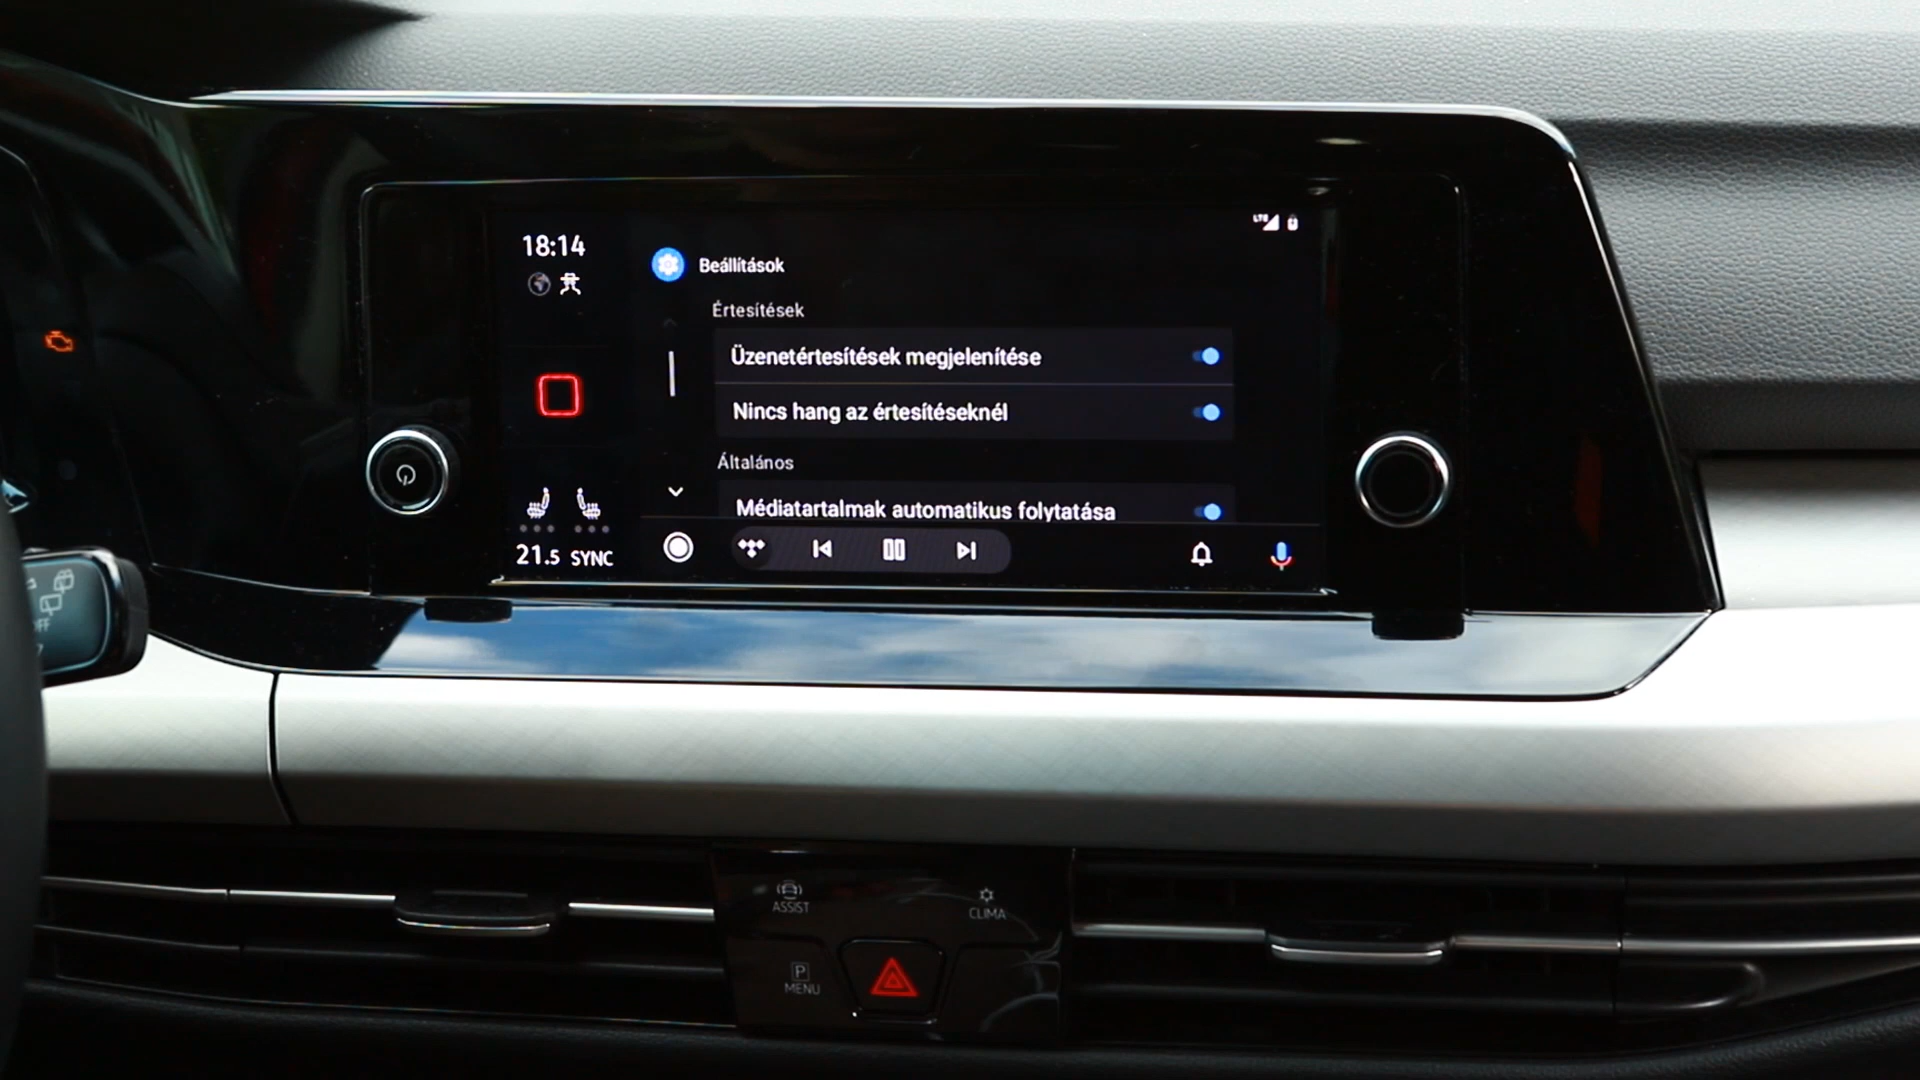 18:14
LTE
Beállítások
Értesítések
Üzenetértesítések megjelenítése
Nincs hang az értesítéseknél
Általános
Médiatartalmak automatikus folytatása
21.5 SYNC
ASSIST
CLIMA
P
MENU